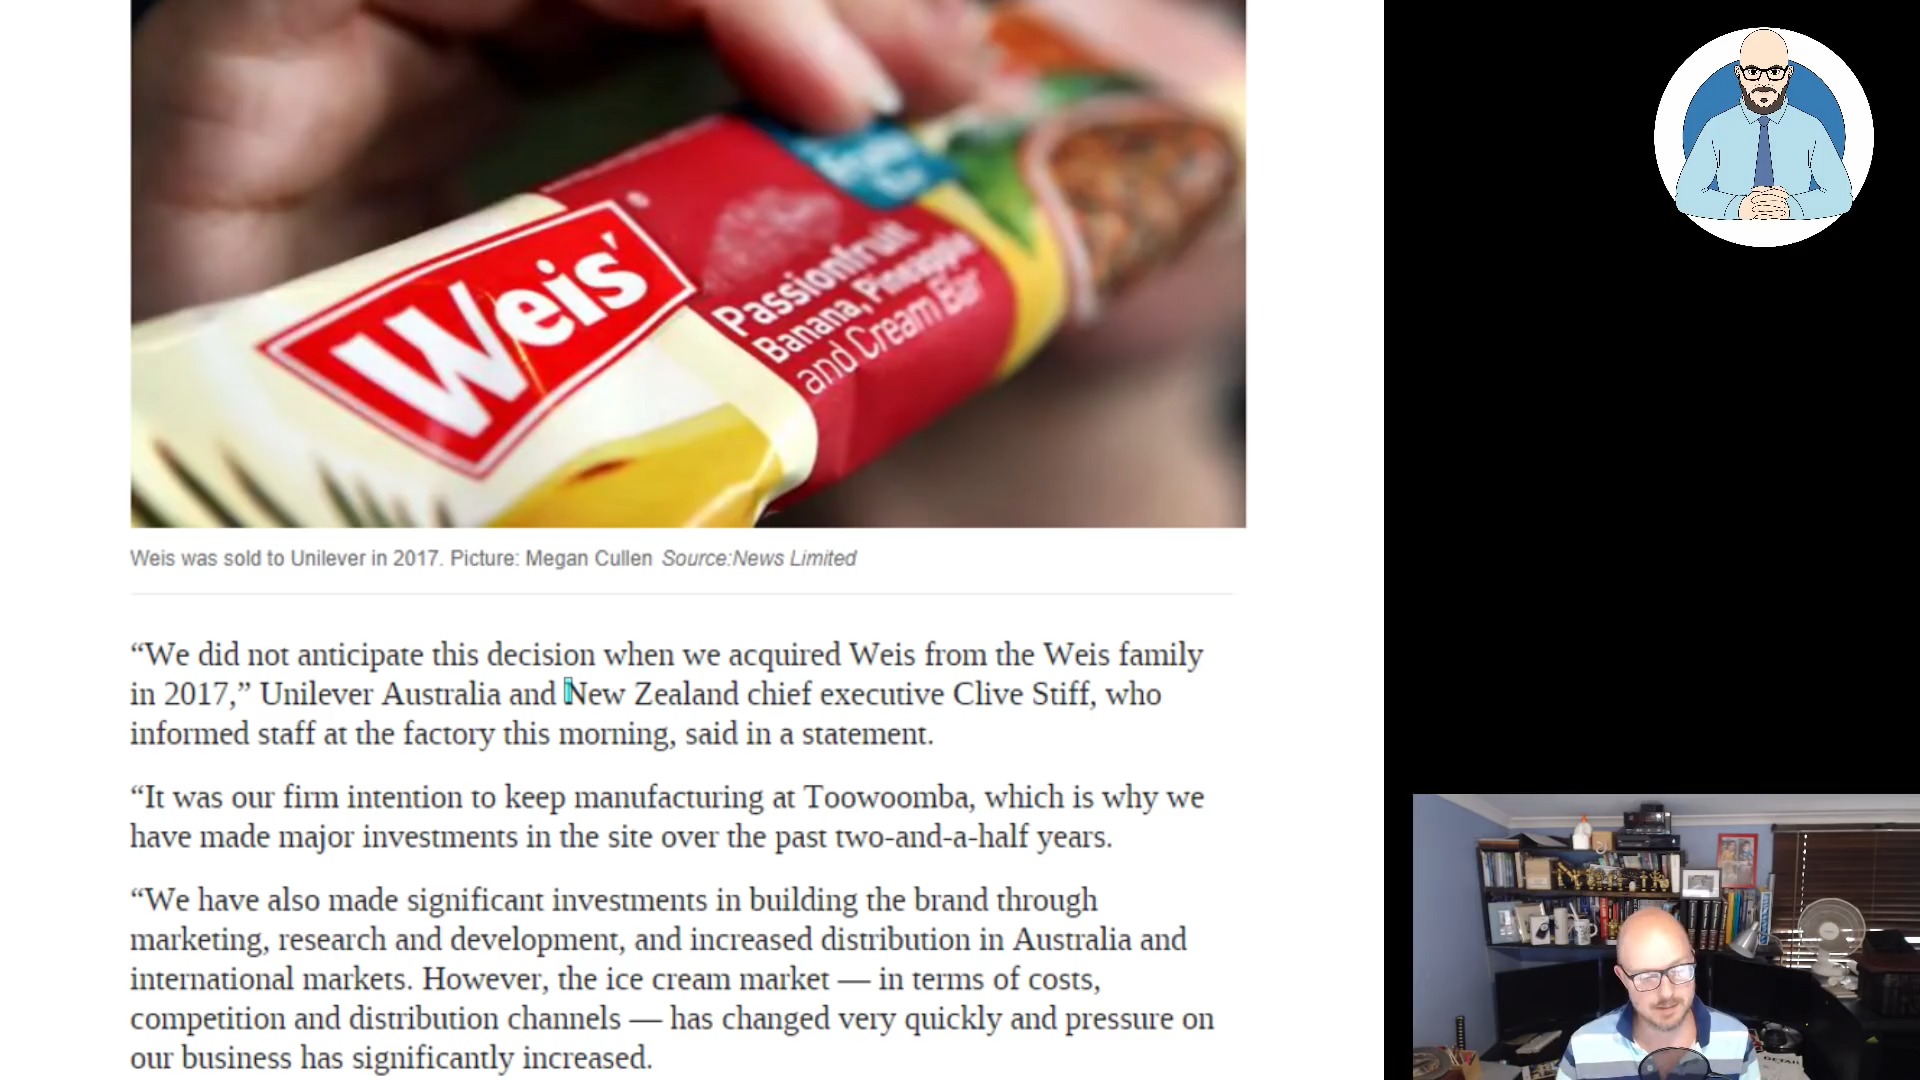 Weis'
®
Passionfruit
Banana, Pineapple
and Cream Bar
Weis was sold to Unilever in 2017. Picture: Megan Cullen Source:News Limited
“We did not anticipate this decision when we acquired Weis from the Weis family
in 2017,” Unilever Australia and New Zealand chief executive Clive Stiff, who
informed staff at the factory this morning, said in a statement.
“It was our firm intention to keep manufacturing at Toowoomba, which is why we
have made major investments in the site over the past two-and-a-half years.
“We have also made significant investments in building the brand through
marketing, research and development, and increased distribution in Australia and
international markets. However, the ice cream market — in terms of costs,
competition and distribution channels — has changed very quickly and pressure on
our business has significantly increased.